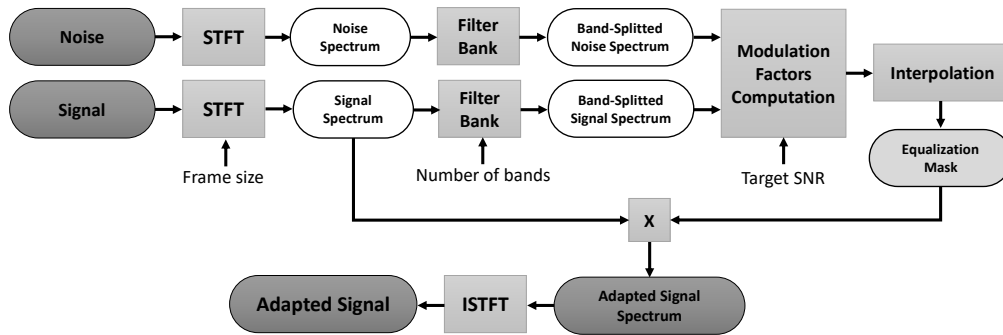 Noise
STFT
Noise
Spectrum
Filter
Bank
Band-Splitted
Noise Spectrum
Modulation
Factors
Computation
Interpolation
Signal
STFT
Signal
Spectrum
Filter
Bank
Band-Splitted
Signal Spectrum
Equalization
Mask
Frame size
Number of bands
Target SNR
X
Adapted Signal
ISTFT
Adapted Signal
Spectrum